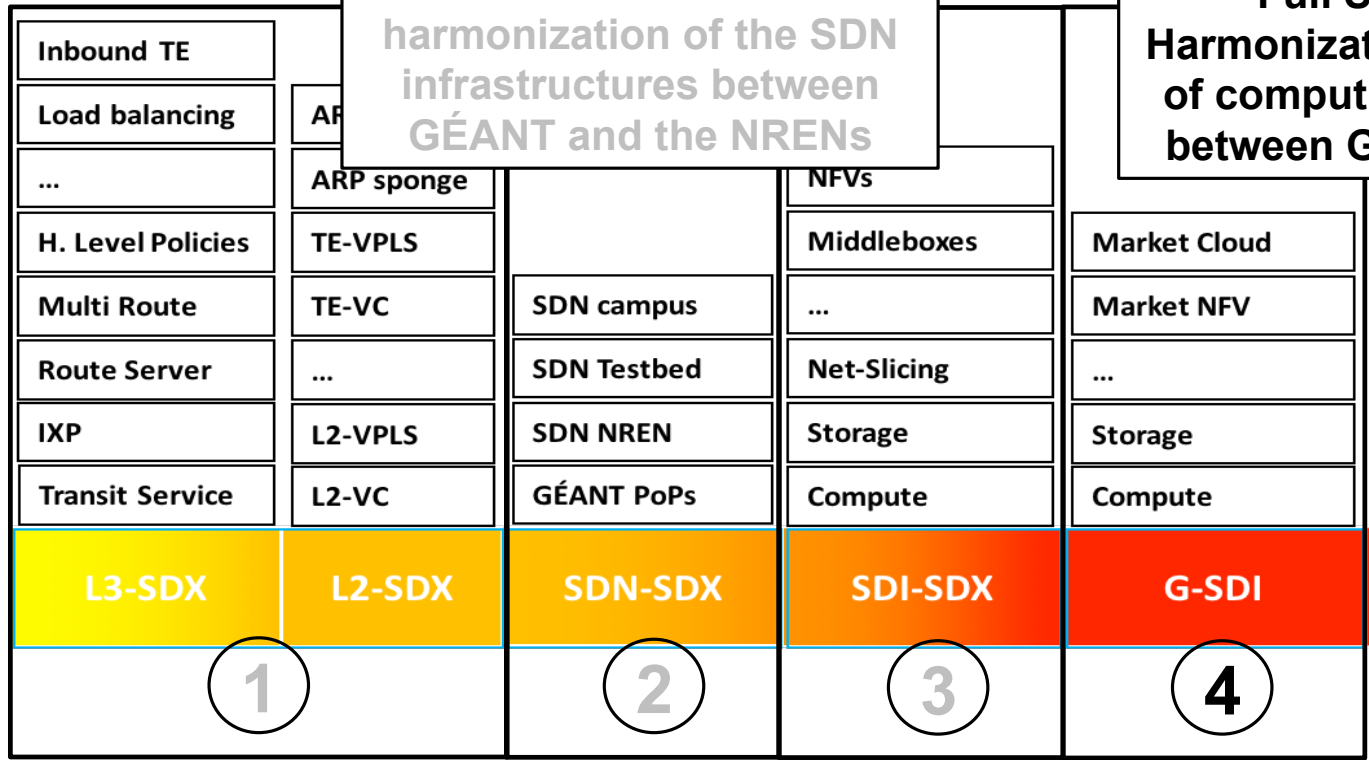 harmonization of the SDN
infrastructures between
GÉANT and the NRENs
of
between
Inbound TE
Load balancing
...
H. Level Policies
Multi Route
Route Server
IXP
Transit Service
L3-SDX
ARP sponge
TE-VPLS
TE-VC
...
L2-VPLS
L2-VC
L2-SDX
1
SDN campus
SDN Testbed
SDN NREN
GÉANT PoPs
SDN-SDX
2
NFVs
Middleboxes
...
Net-Slicing
Storage
Compute
SDI-SDX
3
Market Cloud
Market NFV
...
Storage
Compute
G-SDI
4